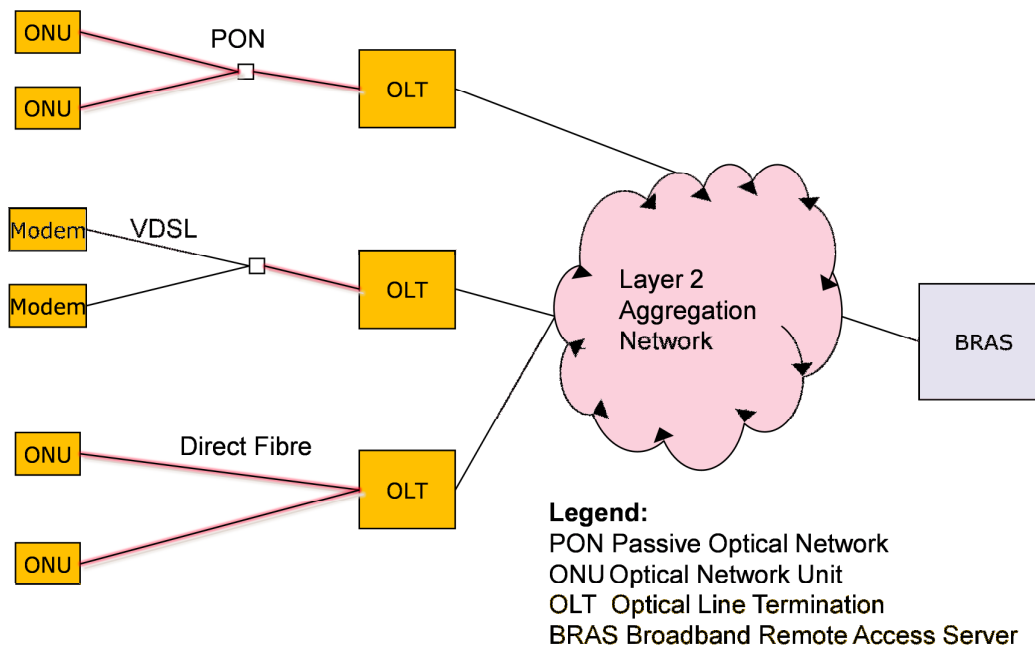 ONU
PON
OLT
ONU
Modem
VDSL
OLT
Modem
Layer 2
Aggregation
Network
BRAS
ONU
Direct Fibre
OLT
ONU
Legend:
PON Passive Optical Network
ONU Optical Network Unit
OLT Optical Line Termination
BRAS Broadband Remote Access Server